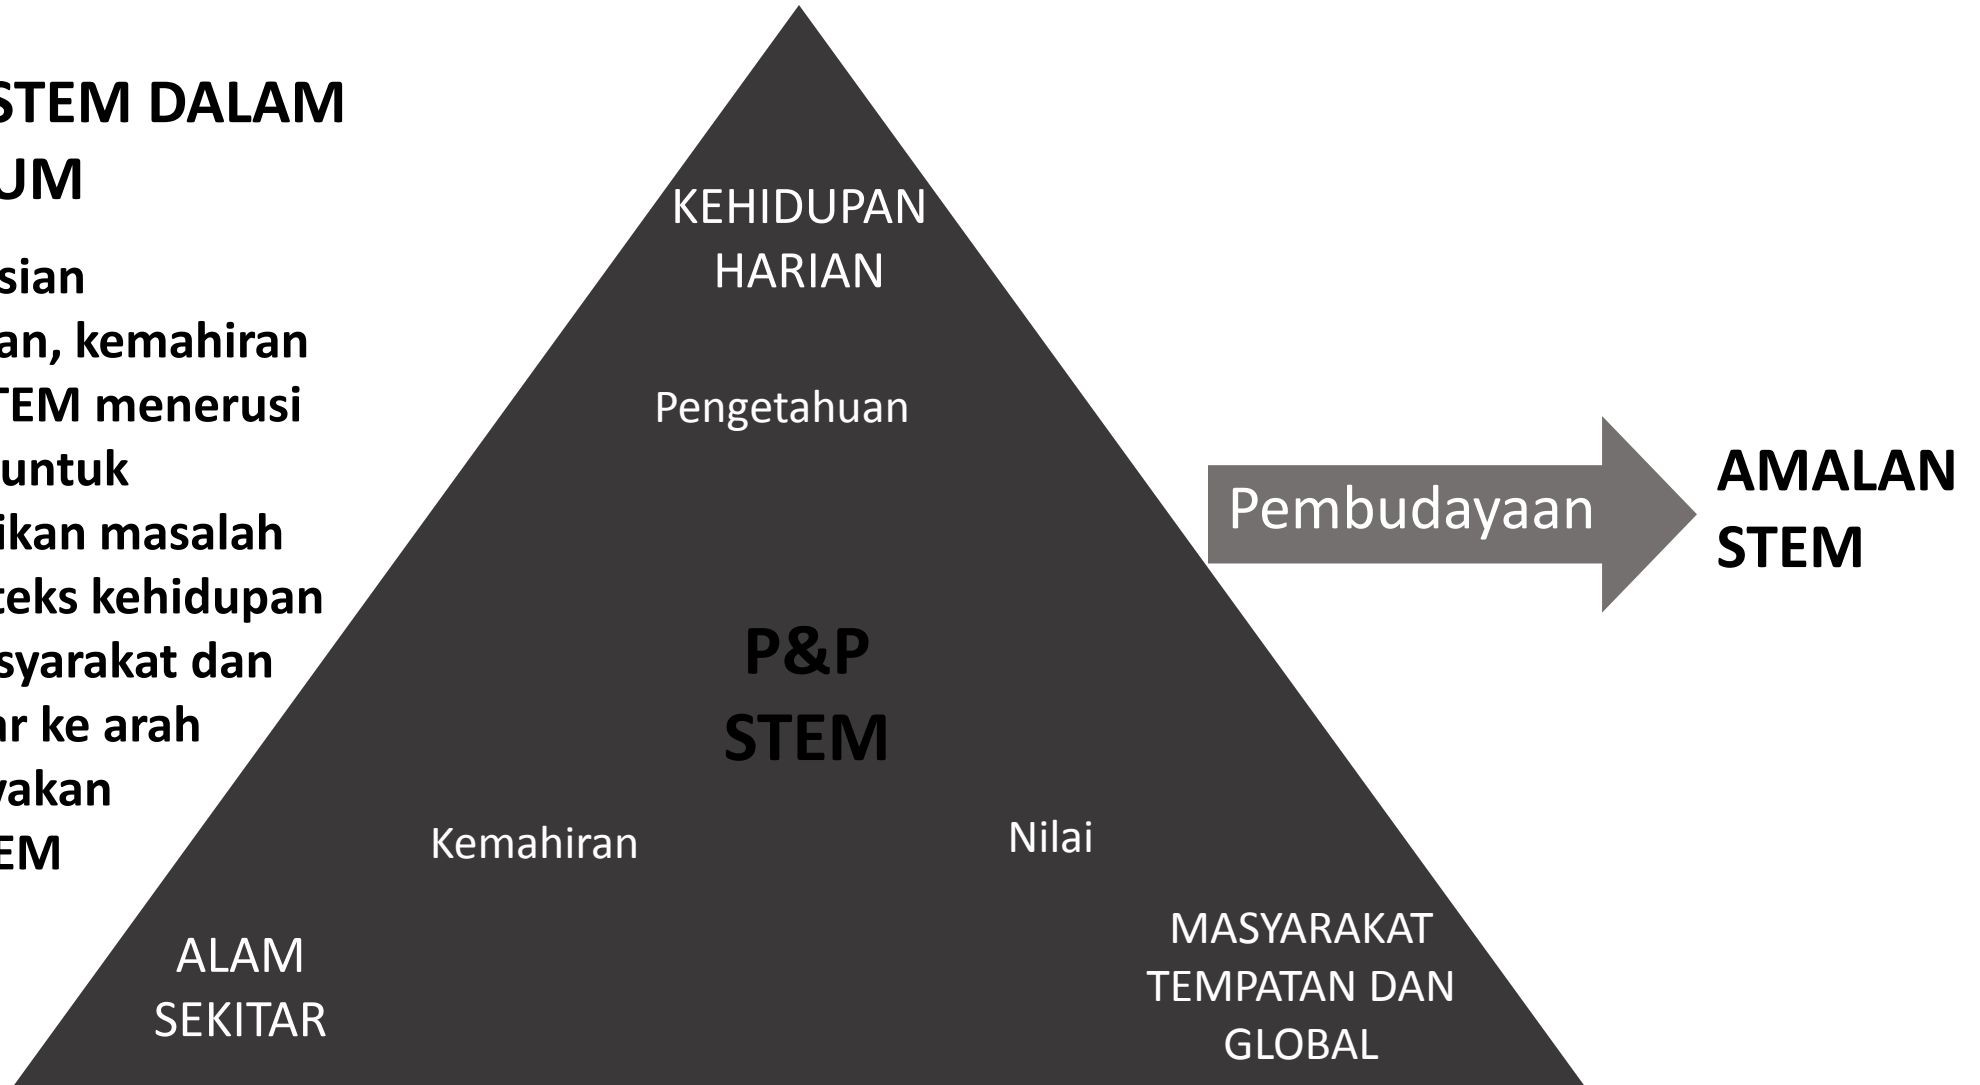 STEM DALAM
UM
sian
an, kemahiran
TEM menerusi
untuk
ikan masalah
teks kehidupan
syarakat dan
ar ke arah
yakan
EM
KEHIDUPAN
HARIAN
Pengetahuan
P&P
STEM
Kemahiran
Nilai
ALAM
SEKITAR
MASYARAKAT
TEMPATAN DAN
GLOBAL
Pembudayaan
AMALAN
STEM